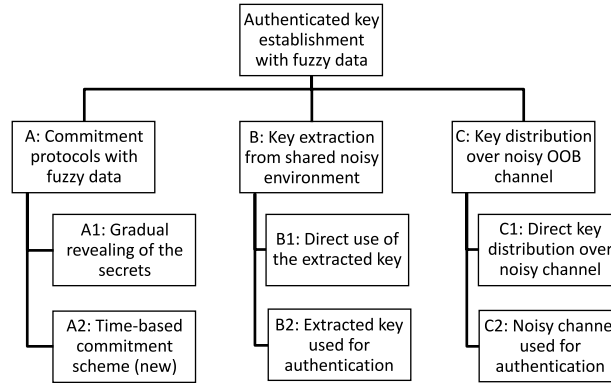 Authenticated key
establishment
with fuzzy data
A: Commitment
protocols with
fuzzy data
B: Key extraction
from shared noisy
environment
C: Key distribution
over noisy OOB
channel
A1: Gradual
revealing of the
secrets
B1: Direct use of
the extracted key
C1: Direct key
distribution over
noisy channel
A2: Time-based
commitment
scheme (new)
B2: Extracted key
used for
authentication
C2: Noisy channel
used for
authentication